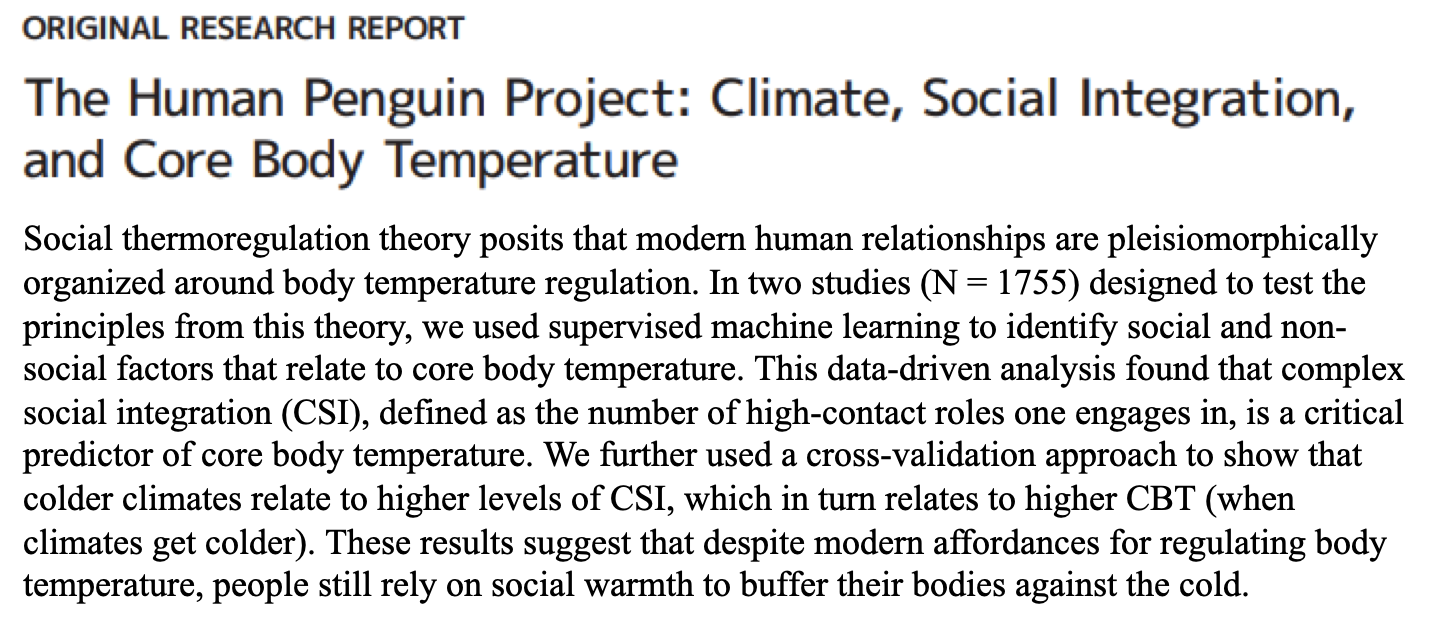 ORIGINAL RESEARCH REPORT
The Human Penguin Project: Climate, Social Integration,
and Core Body Temperature
Social thermoregulation theory posits that modern human relationships are pleisiomorphically
organized around body temperature regulation. In two studies (N = 1755) designed to test the
principles from this theory, we used supervised machine learning to identify social and non-
social factors that relate to core body temperature. This data-driven analysis found that complex
social integration (CSI), defined as the number of high-contact roles one engages in, is a critical
predictor of core body temperature. We further used a cross-validation approach to show that
colder climates relate to higher levels of CSI, which in turn relates to higher CBT (when
climates get colder). These results suggest that despite modern affordances for regulating body
temperature, people still rely on social warmth to buffer their bodies against the cold.